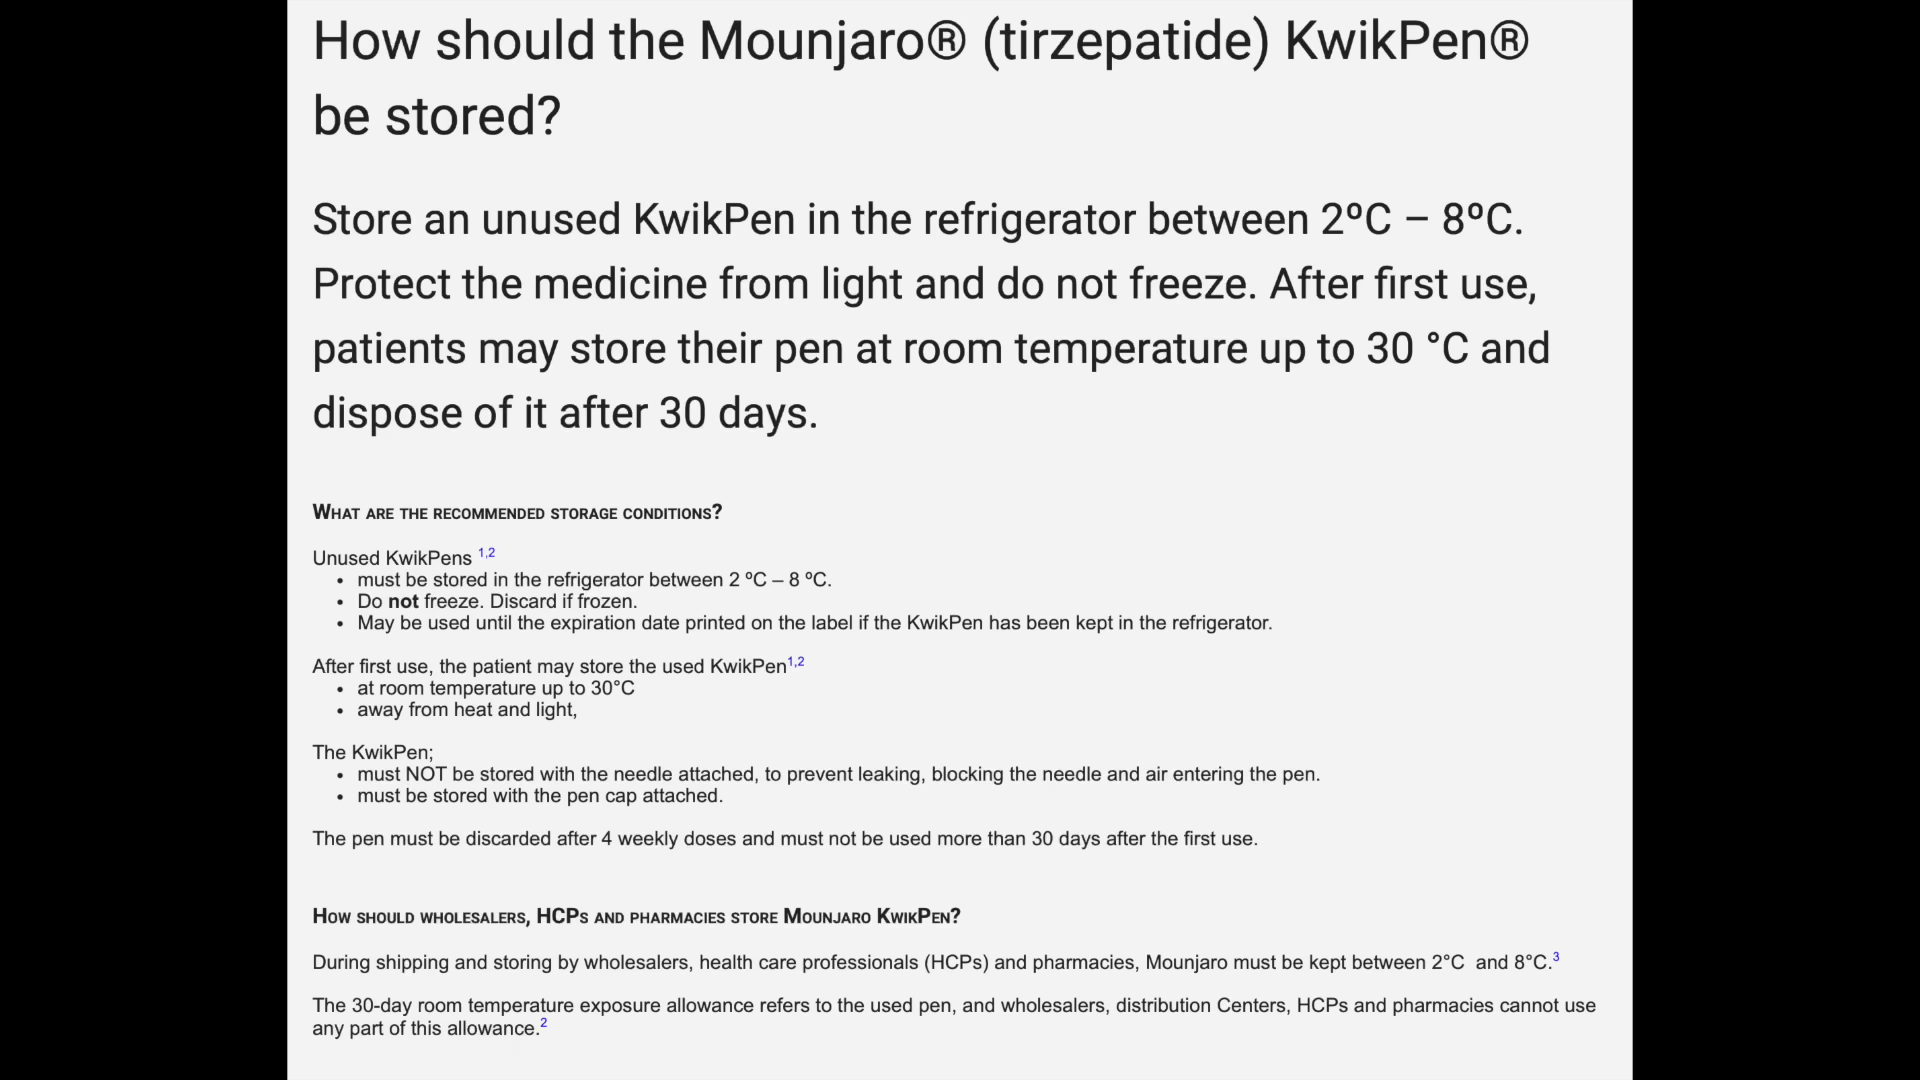 How should the Mounjaro® (tirzepatide) KwikPen®
be stored?
Store an unused KwikPen in the refrigerator between 2ºC – 8ºC.
Protect the medicine from light and do not freeze. After first use,
patients may store their pen at room temperature up to 30 °C and
dispose of it after 30 days.
What are the recommended storage conditions?
Unused KwikPens 1,2
• must be stored in the refrigerator between 2 ºC – 8 ºC.
• Do not freeze. Discard if frozen.
• May be used until the expiration date printed on the label if the KwikPen has been kept in the refrigerator.
After first use, the patient may store the used KwikPen1,2
• at room temperature up to 30°C
• away from heat and light,
The KwikPen;
• must NOT be stored with the needle attached, to prevent leaking, blocking the needle and air entering the pen.
• must be stored with the pen cap attached.
The pen must be discarded after 4 weekly doses and must not be used more than 30 days after the first use.
How should wholesalers, HCPs and pharmacies store Mounjaro KwikPen?
During shipping and storing by wholesalers, health care professionals (HCPs) and pharmacies, Mounjaro must be kept between 2°C and 8°C.3
The 30-day room temperature exposure allowance refers to the used pen, and wholesalers, distribution Centers, HCPs and pharmacies cannot use
any part of this allowance.2